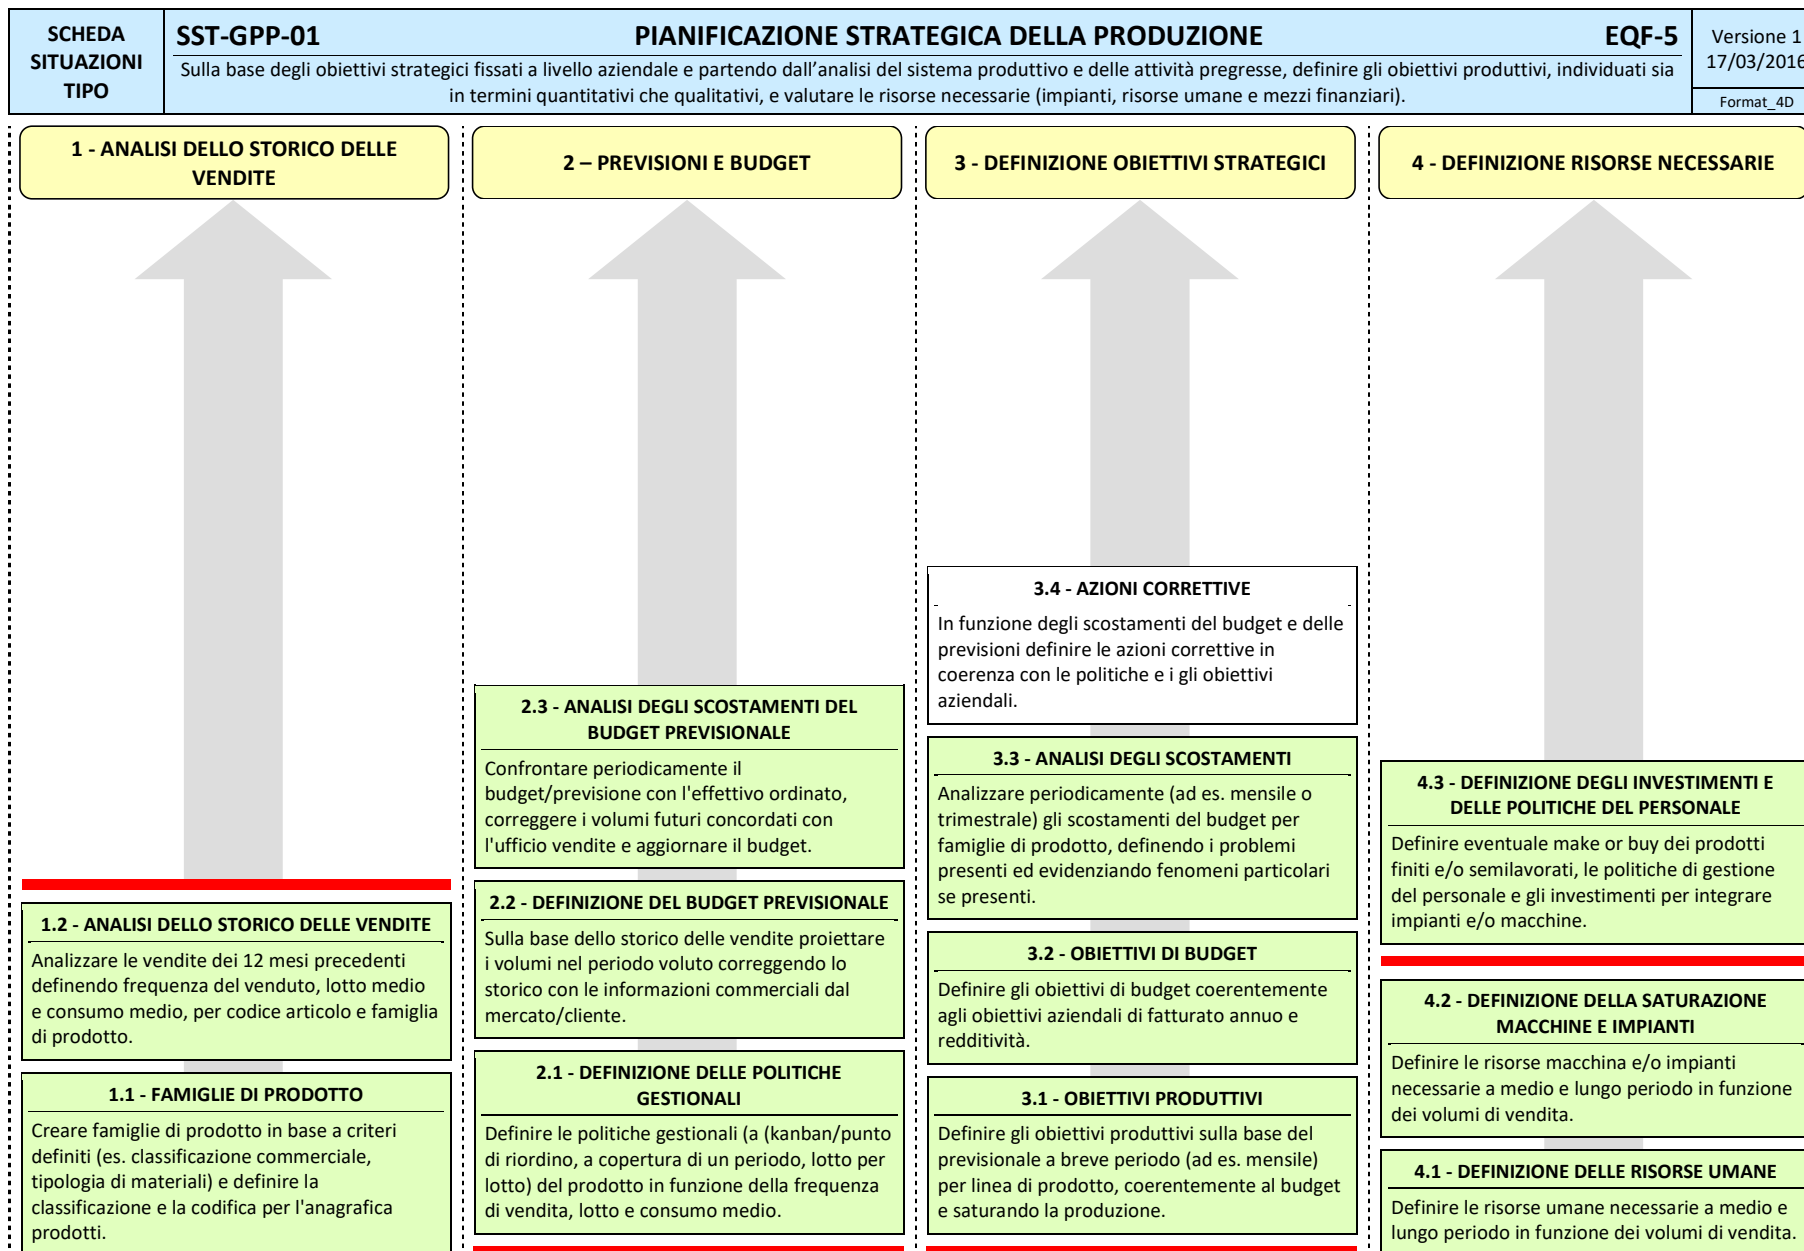 SCHEDA
SITUAZIONI
TIPO
SST-GPP-01
PIANIFICAZIONE STRATEGICA DELLA PRODUZIONE
EQF-5
Sulla base degli obiettivi strategici fissati a livello aziendale e partendo dall'analisi del sistema produttivo e delle attività pregresse, definire gli obiettivi produttivi, individuati sia
in termini quantitativi che qualitativi, e valutare le risorse necessarie (impianti, risorse umane e mezzi finanziari).
Versione 1
17/03/2016
Format_4D
1 - ANALISI DELLO STORICO DELLE
VENDITE
1.2 - ANALISI DELLO STORICO DELLE VENDITE
Analizzare le vendite dei 12 mesi precedenti
definendo frequenza del venduto, lotto medio
e consumo medio, per codice articolo e famiglia
di prodotto.
1.1 - FAMIGLIE DI PRODOTTO
Creare famiglie di prodotto in base a criteri
definiti (es. classificazione commerciale,
tipologia di materiali) e definire la
classificazione e la codifica per l'anagrafica
prodotti.
2 – PREVISIONI E BUDGET
2.3 - ANALISI DEGLI SCOSTAMENTI DEL
BUDGET PREVISIONALE
Confrontare periodicamente il
budget/previsione con l'effettivo ordinato,
correggere i volumi futuri concordati con
l'ufficio vendite e aggiornare il budget.
2.2 - DEFINIZIONE DEL BUDGET PREVISIONALE
Sulla base dello storico delle vendite proiettare
i volumi nel periodo voluto correggendo lo
storico con le informazioni commerciali dal
mercato/cliente.
2.1 - DEFINIZIONE DELLE POLITICHE
GESTIONALI
Definire le politiche gestionali (a (kanban/punto
di riordino, a copertura di un periodo, lotto per
lotto) del prodotto in funzione della frequenza
di vendita, lotto e consumo medio.
3 - DEFINIZIONE OBIETTIVI STRATEGICI
3.4 - AZIONI CORRETTIVE
In funzione degli scostamenti del budget e delle
previsioni definire le azioni correttive in
coerenza con le politiche e i gli obiettivi
aziendali.
3.3 - ANALISI DEGLI SCOSTAMENTI
Analizzare periodicamente (ad es. mensile o
trimestrale) gli scostamenti del budget per
famiglie di prodotto, definendo i problemi
presenti ed evidenziando fenomeni particolari
se presenti.
3.2 - OBIETTIVI DI BUDGET
Definire gli obiettivi di budget coerentemente
agli obiettivi aziendali di fatturato annuo e
redditività.
3.1 - OBIETTIVI PRODUTTIVI
Definire gli obiettivi produttivi sulla base del
previsionale a breve periodo (ad es. mensile)
per linea di prodotto, coerentemente al budget
e saturando la produzione.
4 - DEFINIZIONE RISORSE NECESSARIE
4.3 - DEFINIZIONE DEGLI INVESTIMENTI E
DELLE POLITICHE DEL PERSONALE
Definire eventuale make or buy dei prodotti
finiti e/o semilavorati, le politiche di gestione
del personale e gli investimenti per integrare
impianti e/o macchine.
4.2 - DEFINIZIONE DELLA SATURAZIONE
MACCHINE E IMPIANTI
Definire le risorse macchina e/o impianti
necessarie a medio e lungo periodo in funzione
dei volumi di vendita.
4.1 - DEFINIZIONE DELLE RISORSE UMANE
Definire le risorse umane necessarie a medio e
lungo periodo in funzione dei volumi di vendita.